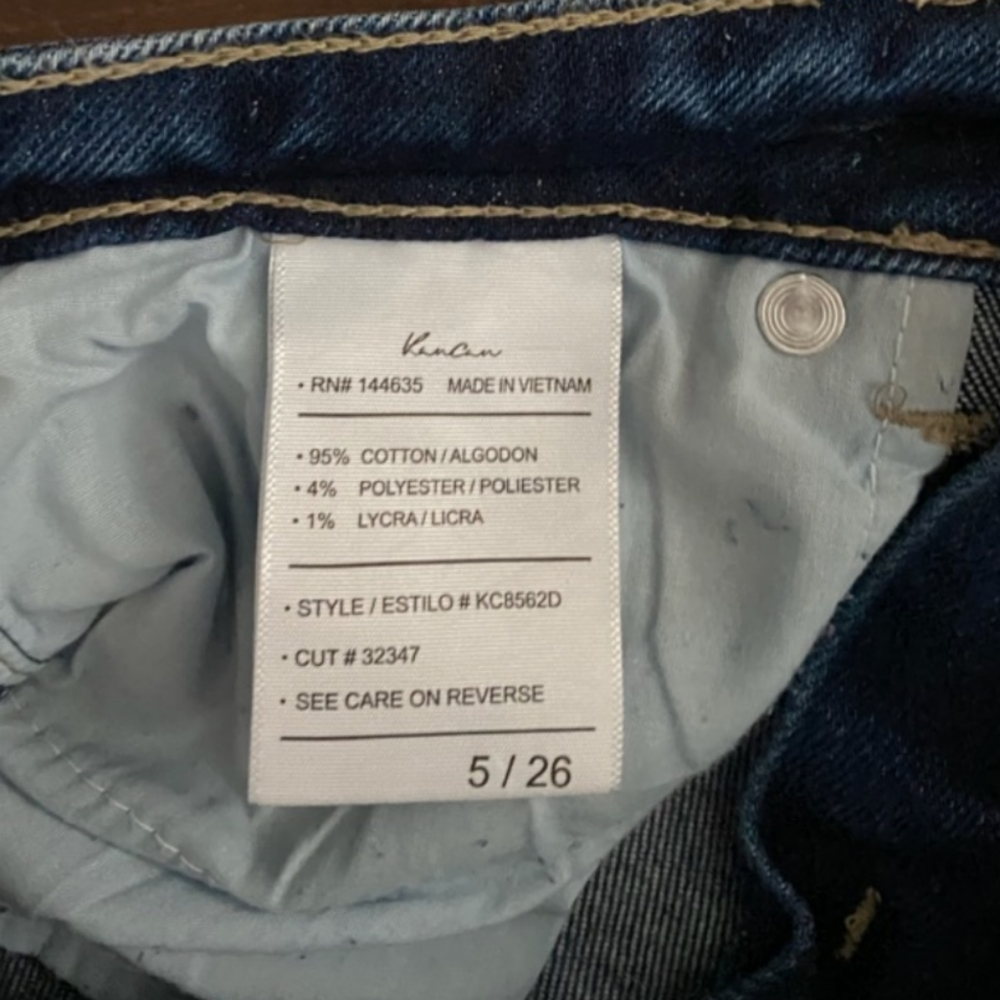 KanCan
• RN# 144635 MADE IN VIETNAM
• 95% COTTON / ALGODON
• 4% POLYESTER / POLIESTER
• 1% LYCRA / LICRA
• STYLE / ESTILO # KC8562D
• CUT # 32347
• SEE CARE ON REVERSE
5 / 26